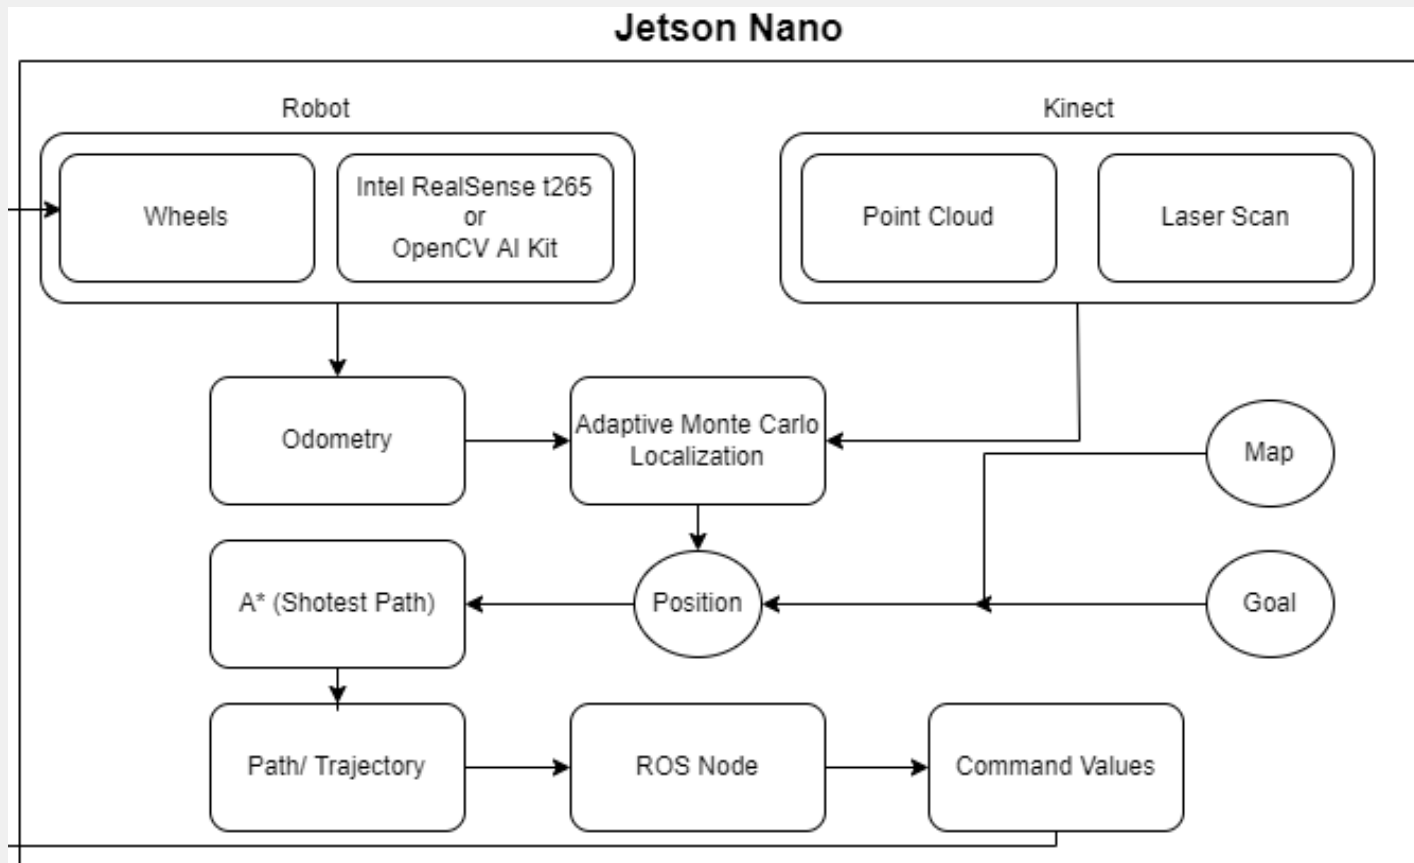 Jetson Nano
Robot
Kinect
Wheels
Intel RealSense t265
or
OpenCV AI Kit
Point Cloud
Laser Scan
Odometry
Adaptive Monte Carlo
Localization
Map
A* (Shotest Path)
Position
Goal
Path/ Trajectory
ROS Node
Command Values